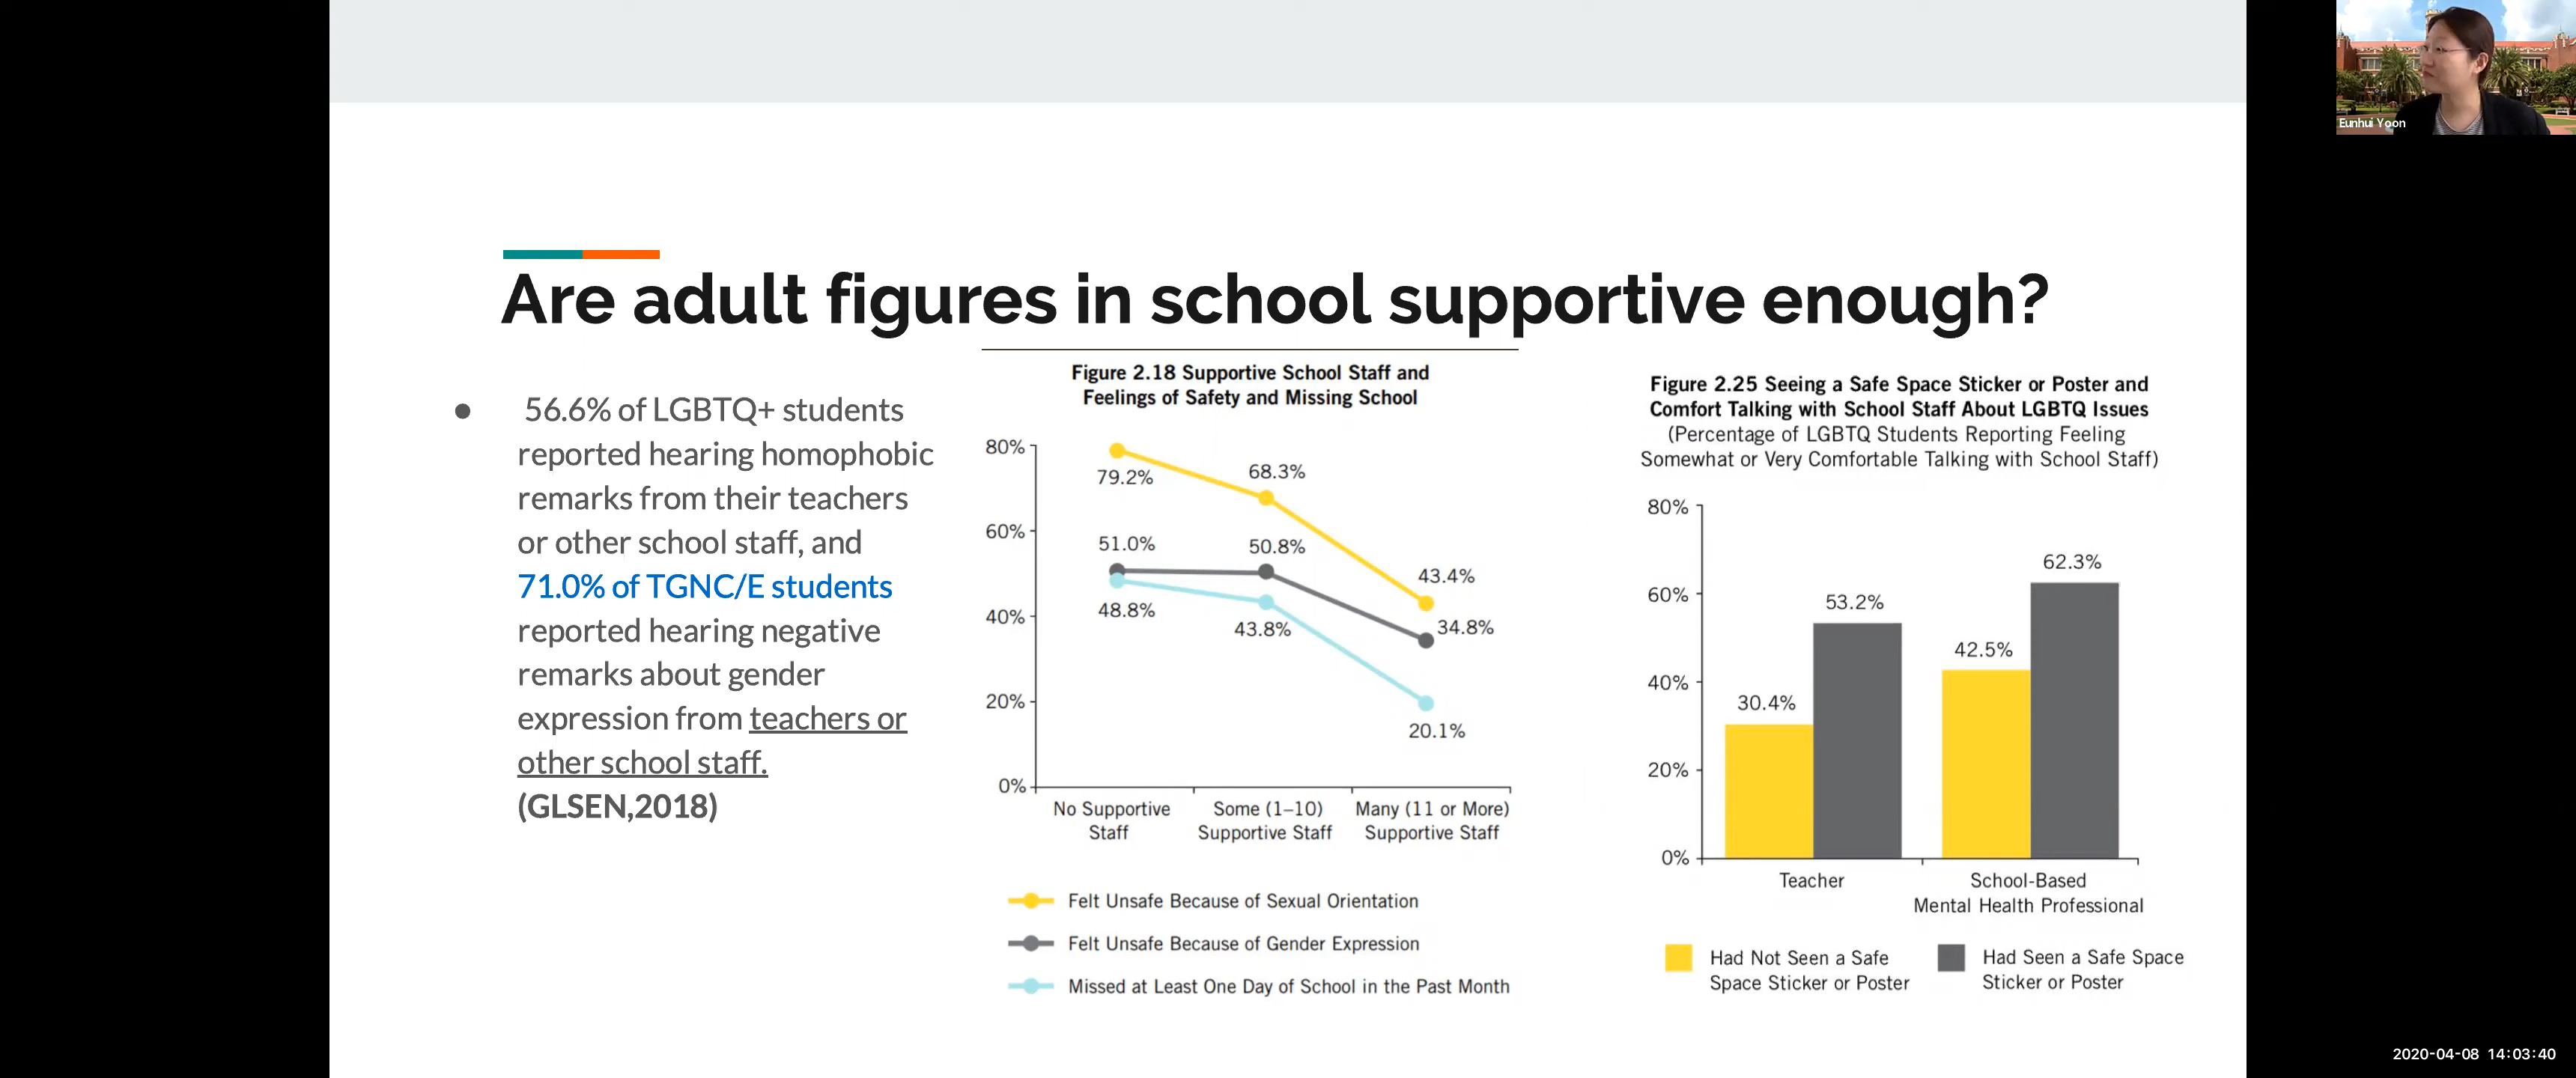 Eunhui Yoon
Are adult figures in school supportive enough?
● 56.6% of LGBTQ+ students
reported hearing homophobic
remarks from their teachers
or other school staff, and
71.0% of TGNC/E students
reported hearing negative
remarks about gender
expression from teachers or
other school staff.
(GLSEN,2018)
Figure 2.18 Supportive School Staff and
Feelings of Safety and Missing School
80%
60%
40%
20%
0%
79.2%
68.3%
43.4%
51.0%
50.8%
34.8%
48.8%
43.8%
20.1%
No Supportive
Staff
Some (1–10)
Supportive Staff
Many (11 or More)
Supportive Staff
Felt Unsafe Because of Sexual Orientation
Felt Unsafe Because of Gender Expression
Missed at Least One Day of School in the Past Month
Figure 2.25 Seeing a Safe Space Sticker or Poster and
Comfort Talking with School Staff About LGBTQ Issues
(Percentage of LGBTQ Students Reporting Feeling
Somewhat or Very Comfortable Talking with School Staff)
80%
60%
40%
20%
0%
30.4%
53.2%
42.5%
62.3%
Teacher
School-Based
Mental Health Professional
Had Not Seen a Safe
Space Sticker or Poster
Had Seen a Safe Space
Sticker or Poster
2020-04-08 14:03:40